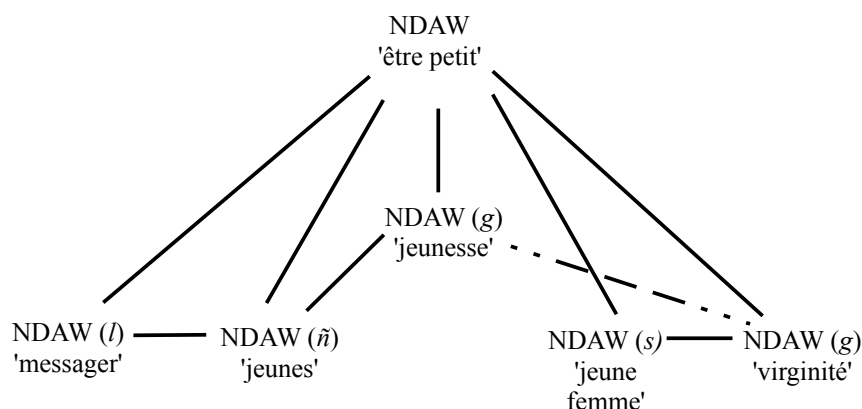 NDAW
'être petit'
NDAW (g)
'jeunesse'
NDAW (l)
'messager'
NDAW (ñ)
'jeunes'
NDAW (s)
'jeune
femme'
NDAW (g)
'virginité'